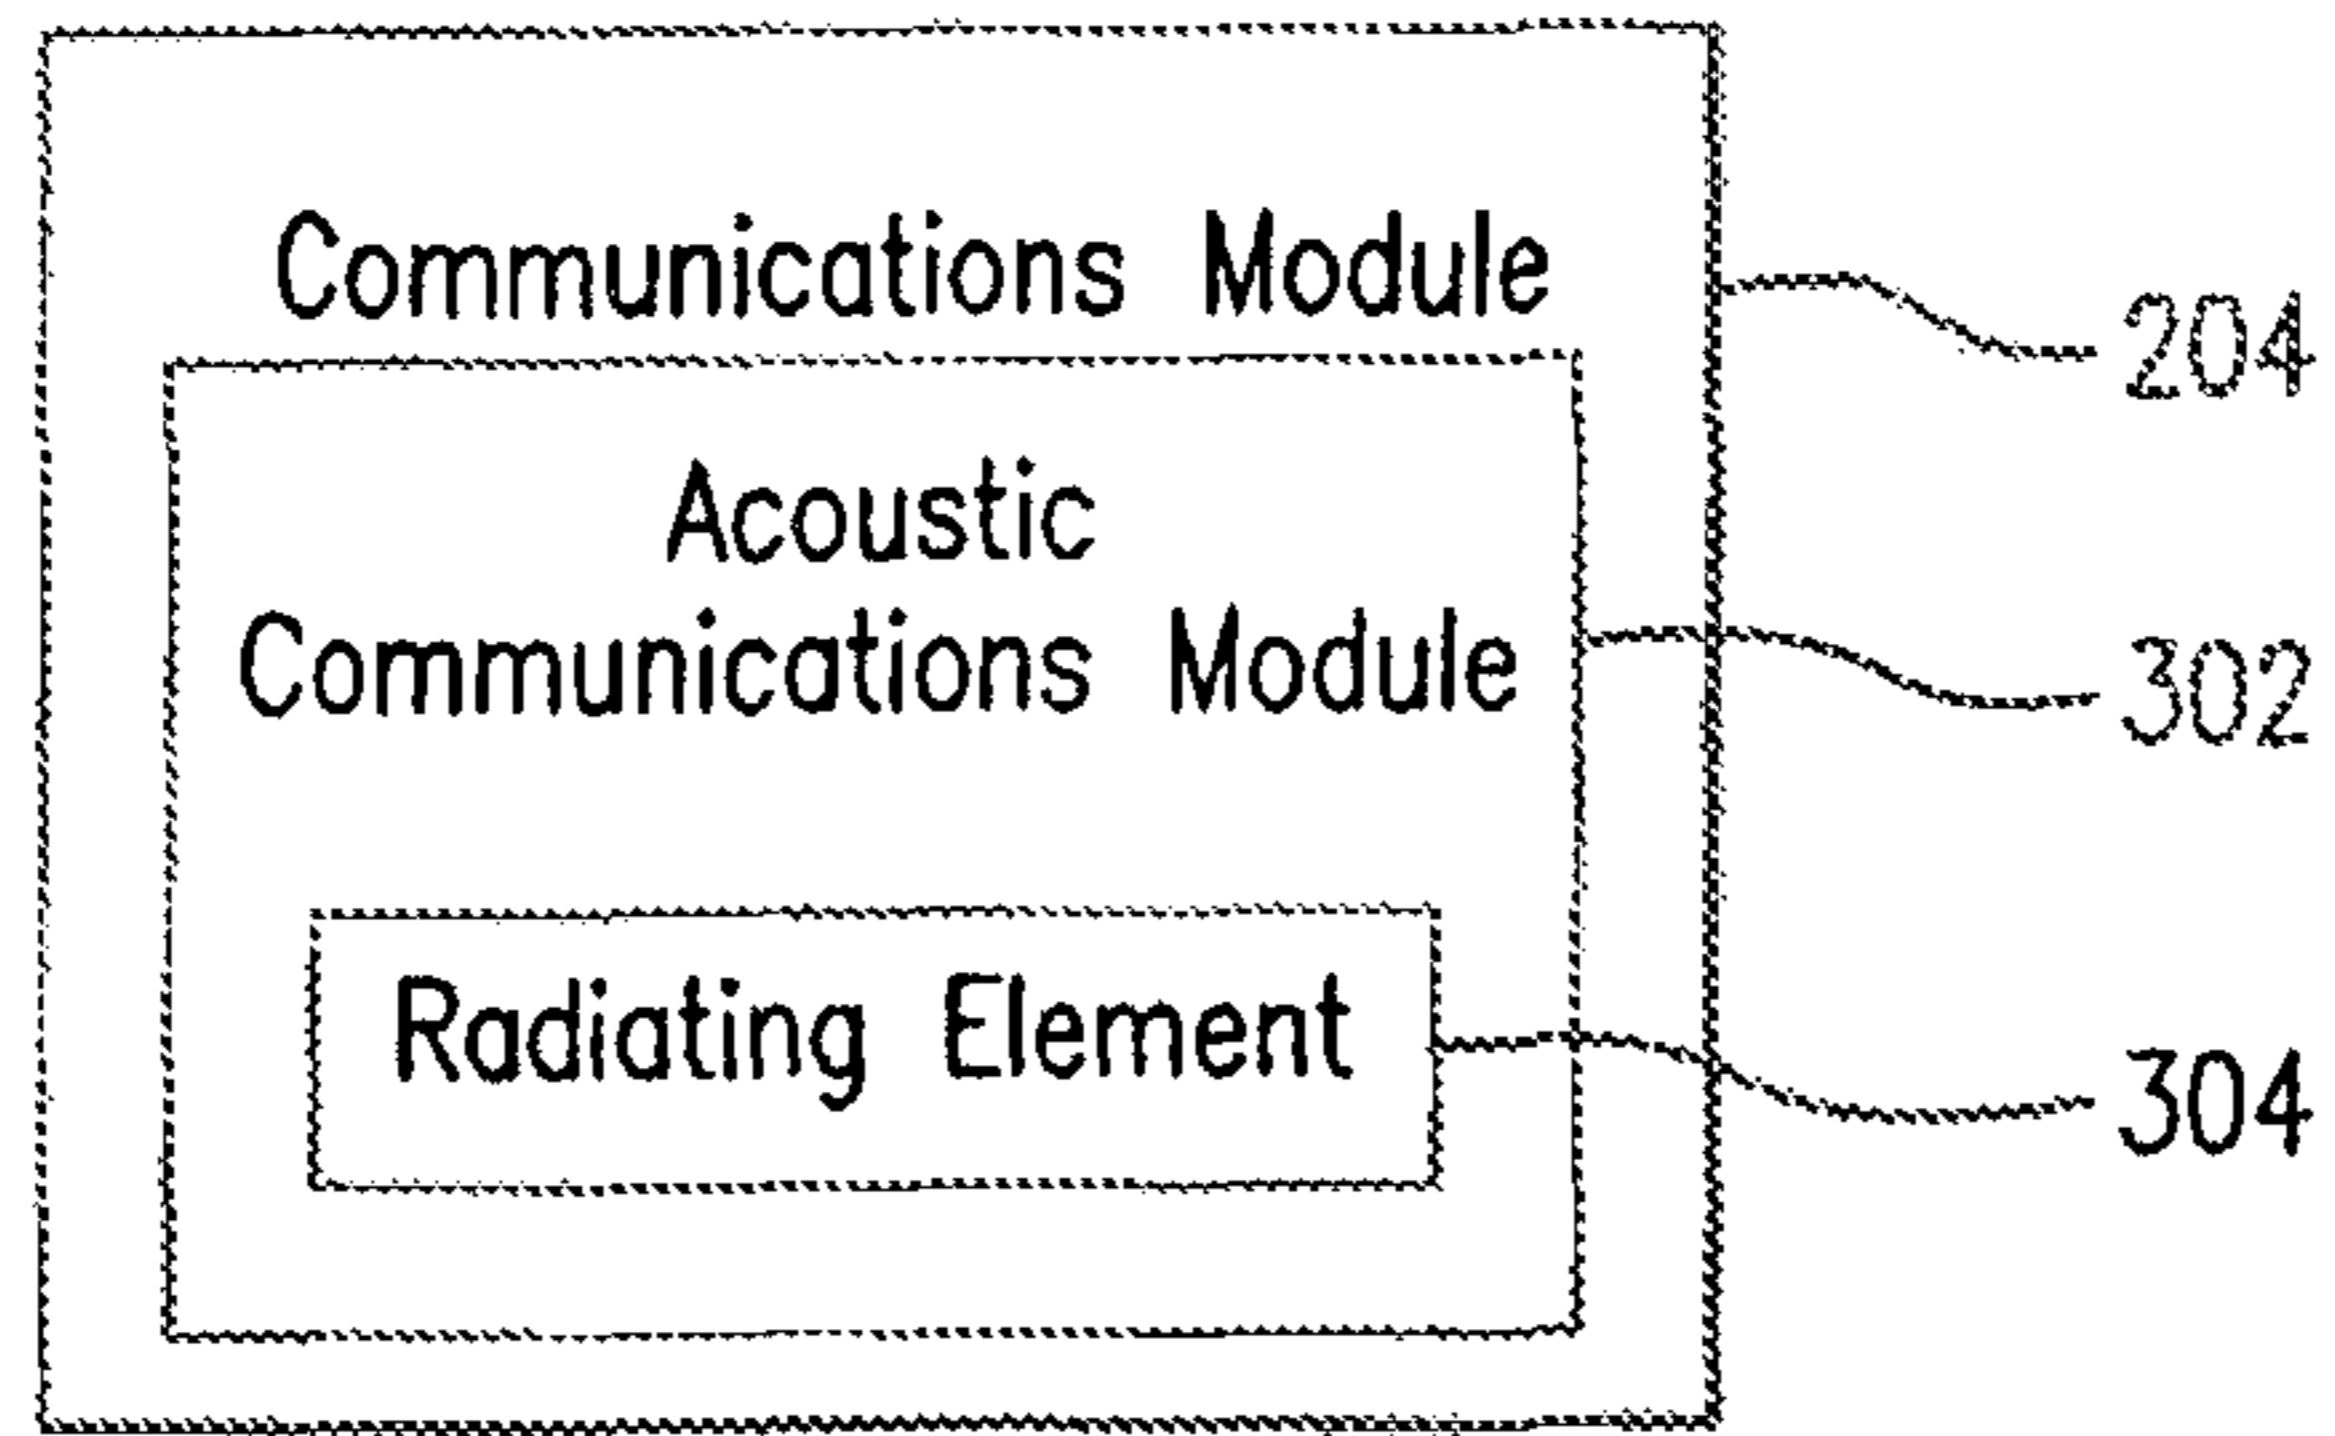 Communications Module
204
Acoustic
Communications Module
302
Radiating Element
304